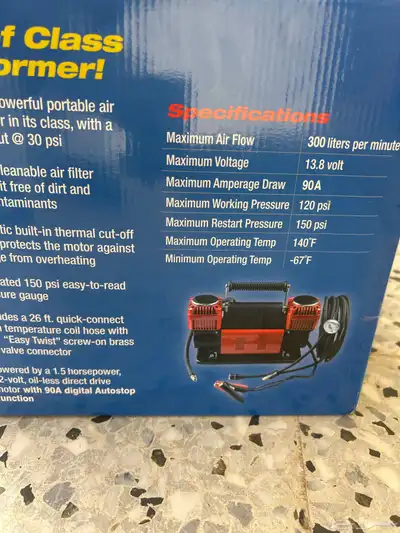 of Class
ormer!
owerful portable air
r in its class, with a
ut @ 30 psi
leanable air filter
it free of dirt and
ntaminants
tic built-in thermal cut-off
protects the motor against
e from overheating
ated 150 psi easy-to-read
sure gauge
udes a 26 ft. quick-connect
n temperature coil hose with
"Easy Twist" screw-on brass
valve connector
owered by a 1.5 horsepower,
2-volt, oil-less direct drive
motor with 90A digital Autostop
unction
Specifications
Maximum Air Flow 300 liters per minute
Maximum Voltage 13.8 volt
Maximum Amperage Draw 90A
Maximum Working Pressure 120 psi
Maximum Restart Pressure 150 psi
Maximum Operating Temp 140°F
Minimum Operating Temp -67°F